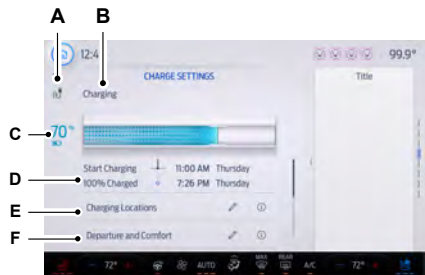 A
B
12:4
99.9°
CHARGE SETTINGS
Title
Charging
C
70%
D
Start Charging 11:00 AM Thursday
100% Charged 7:26 PM Thursday
E
Charging Locations
F
Departure and Comfort
72° AUTO MAX REAR A/C 72°